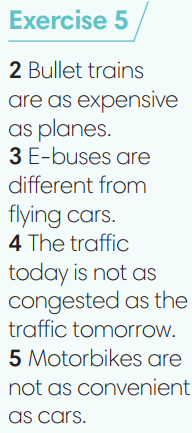 Exercise 5
2 Bullet trains
are as expensive
as planes.
3 E-buses are
different from
flying cars.
4 The traffic
today is not as
congested as the
traffic tomorrow.
5 Motorbikes are
not as convenient
as cars.